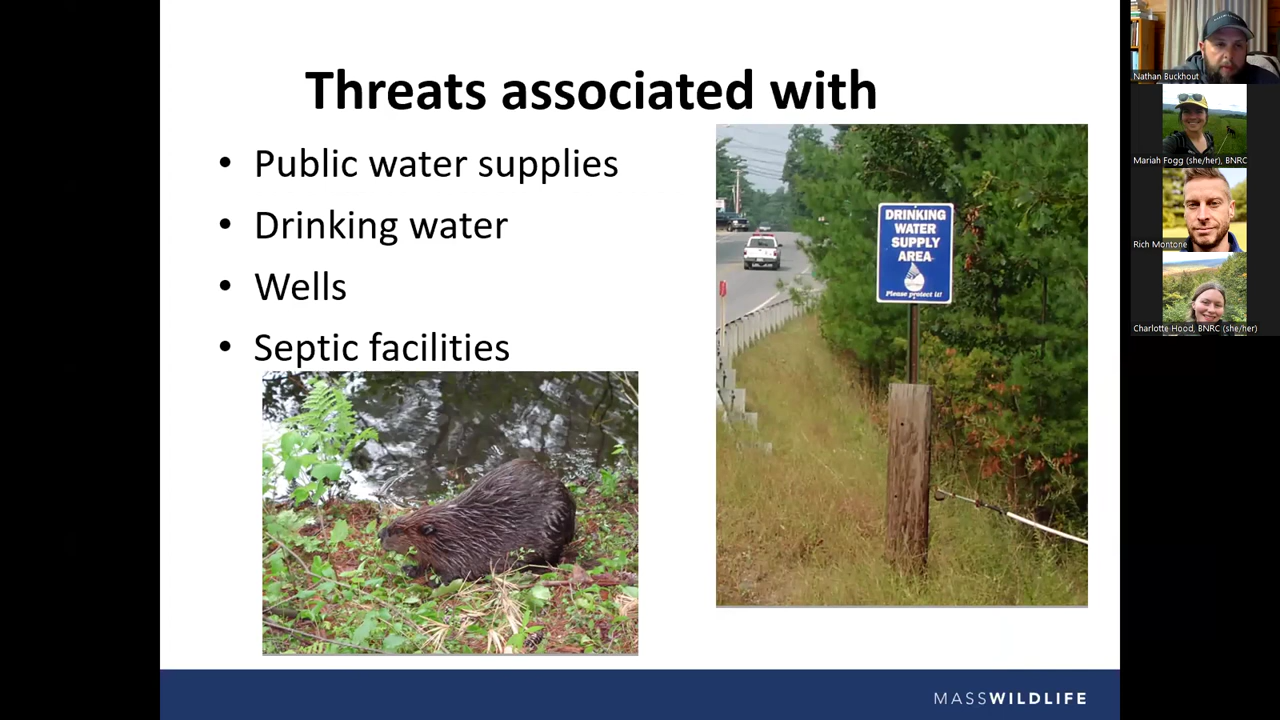 Threats associated with
• Public water supplies
• Drinking water
• Wells
• Septic facilities
DRINKING
WATER
SUPPLY
AREA
Please protect it!
MASSWILDLIFE
Nathan Buckhout
Mariah Fogg (she/her), BNRC
Rich Montone
Charlotte Hood, BNRC (she/her)